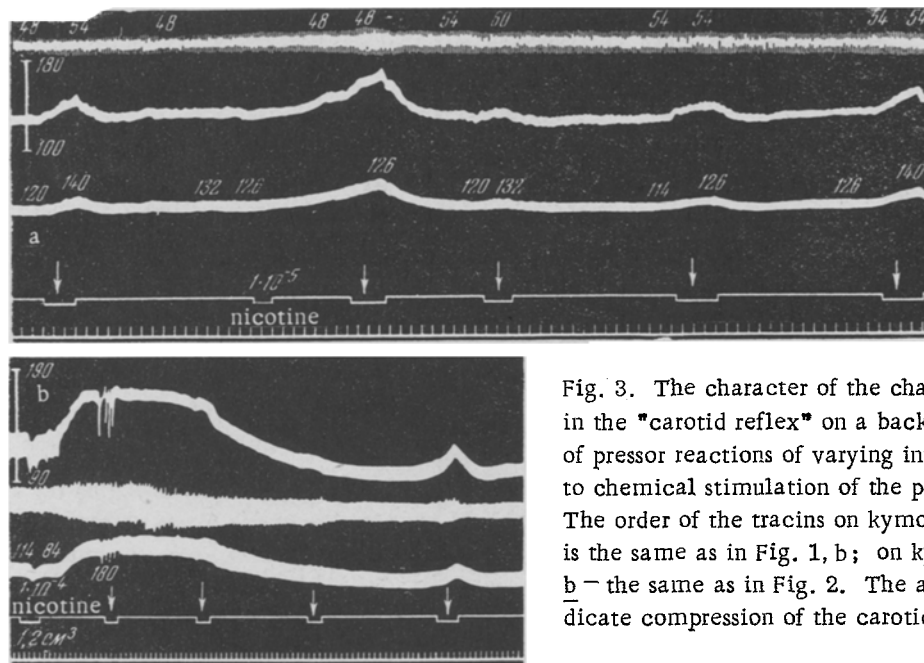 48 54 48 48 48 54 60 54 54 54
180
100
120 140 132 126 126 120 132 114 126 126 140
a
1·10⁻⁵
nicotine
190
b
90
114 84
180
1·10⁻⁴
nicotine
1,2 см³
Fig. 3. The character of the cha
in the "carotid reflex" on a back
of pressor reactions of varying in
to chemical stimulation of the p
The order of the tracins on kymo
is the same as in Fig. 1, b; on k
b — the same as in Fig. 2. The a
dicate compression of the carotid